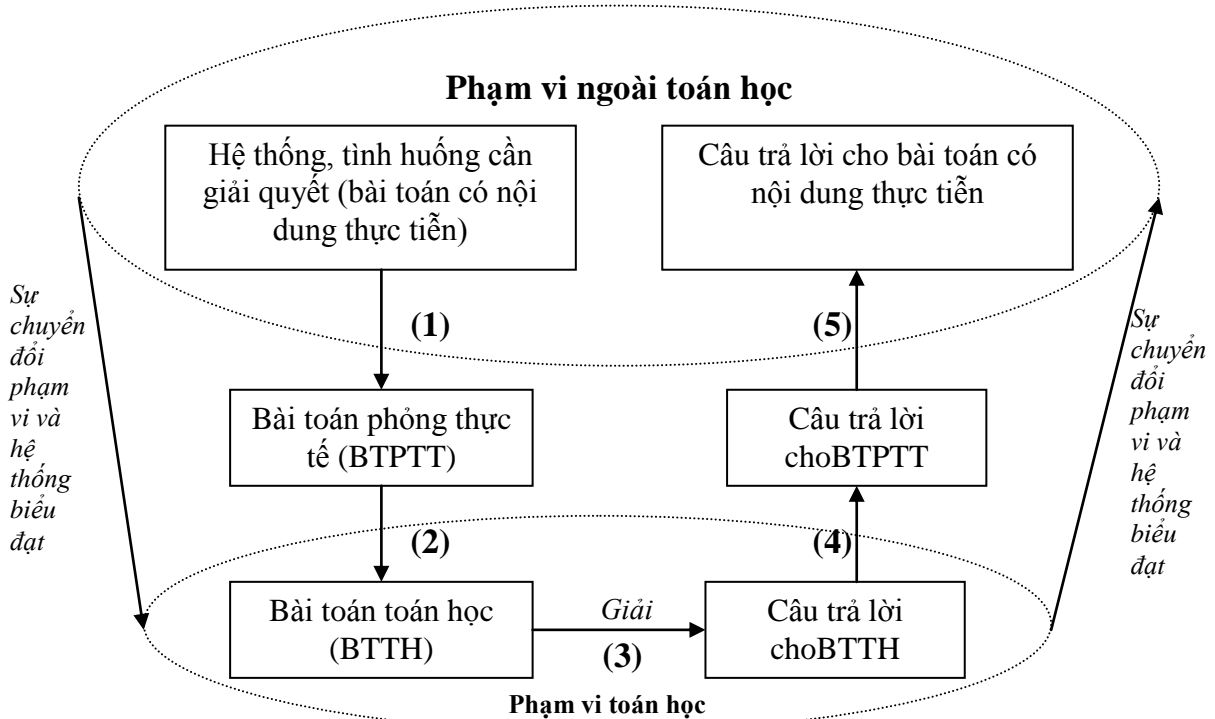 Phạm vi ngoài toán học
Hệ thống, tình huống cần
giải quyết (bài toán có nội
dung thực tiễn)
Câu trả lời cho bài toán có
nội dung thực tiễn
Sự
chuyển
đổi
phạm
vi và
hệ
thống
biểu
đạt
(1)
(5)
Sự
chuyển
đổi
phạm
vi và
hệ
thống
biểu
đạt
Bài toán phỏng thực
tế (BTPTT)
Câu trả lời
choBTPTT
(2)
(4)
Bài toán toán học
(BTTH)
Giải
(3)
Câu trả lời
choBTTH
Phạm vi toán học